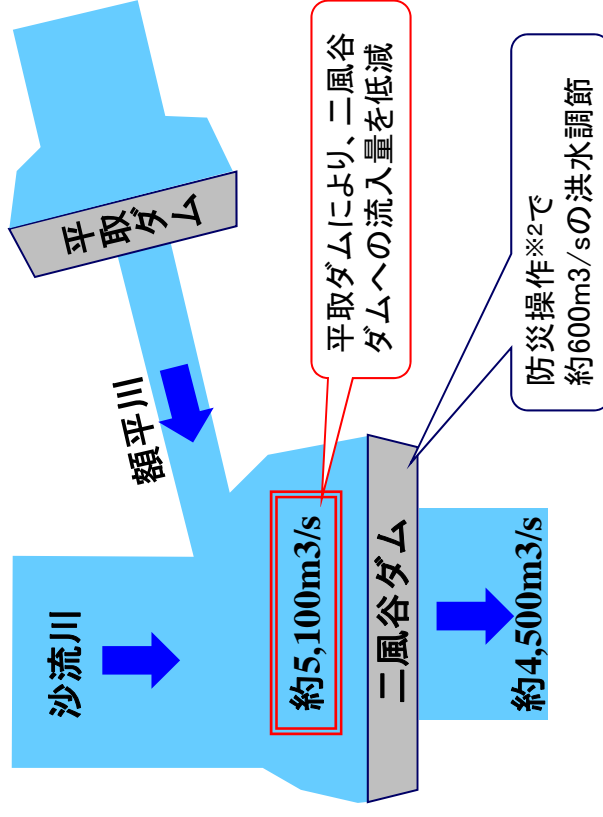 平取
ダム
額平川
沙流川
平取ダムにより、二風谷
ダムへの流入量を低減
約5,100m3/s
二風谷ダム
防災操作※2で
約600m3/sの洪水調節
約4,500m3/s